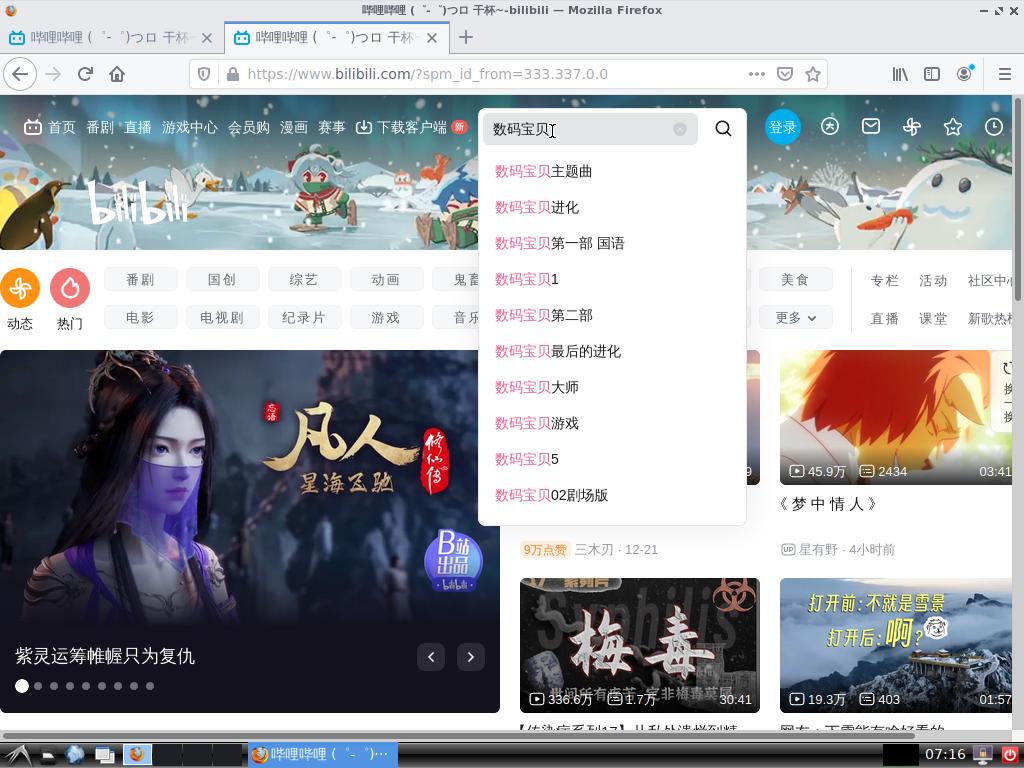 哔哩哔哩 (゜-゜)つロ 干杯~-bilibili — Mozilla Firefox
哔哩哔哩 (゜-゜)つロ 干杯~
哔哩哔哩 (゜-゜)つロ 干杯~
https://www.bilibili.com/?spm_id_from=333.337.0.0
首页 番剧 直播 游戏中心 会员购 漫画 赛事 下载客户端 新
数码宝贝
登录
bilibili
数码宝贝主题曲
数码宝贝进化
数码宝贝第一部 国语
数码宝贝1
数码宝贝第二部
数码宝贝最后的进化
数码宝贝大师
数码宝贝游戏
数码宝贝5
数码宝贝02剧场版
动态
热门
番剧 国创 综艺 动画 鬼畜 美食
电影 电视剧 纪录片 游戏 音乐 更多
专栏 活动 社区中心
直播 课堂 新歌热榜
忘语
凡人
修仙传
星海飞驰
B站
出品
bilibili
紫灵运筹帷幄只为复仇
9
45.9万 2434 03:41
换
一
换
《梦中情人》
9万点赞 三木刃 · 12-21
UP 星有野 · 4小时前
Syphilis
梅毒
336.6万 1.7万 30:41
打开前:不就是雪景
打开后:啊?
19.3万 403 01:57
07:16
哔哩哔哩 (゜-゜)···